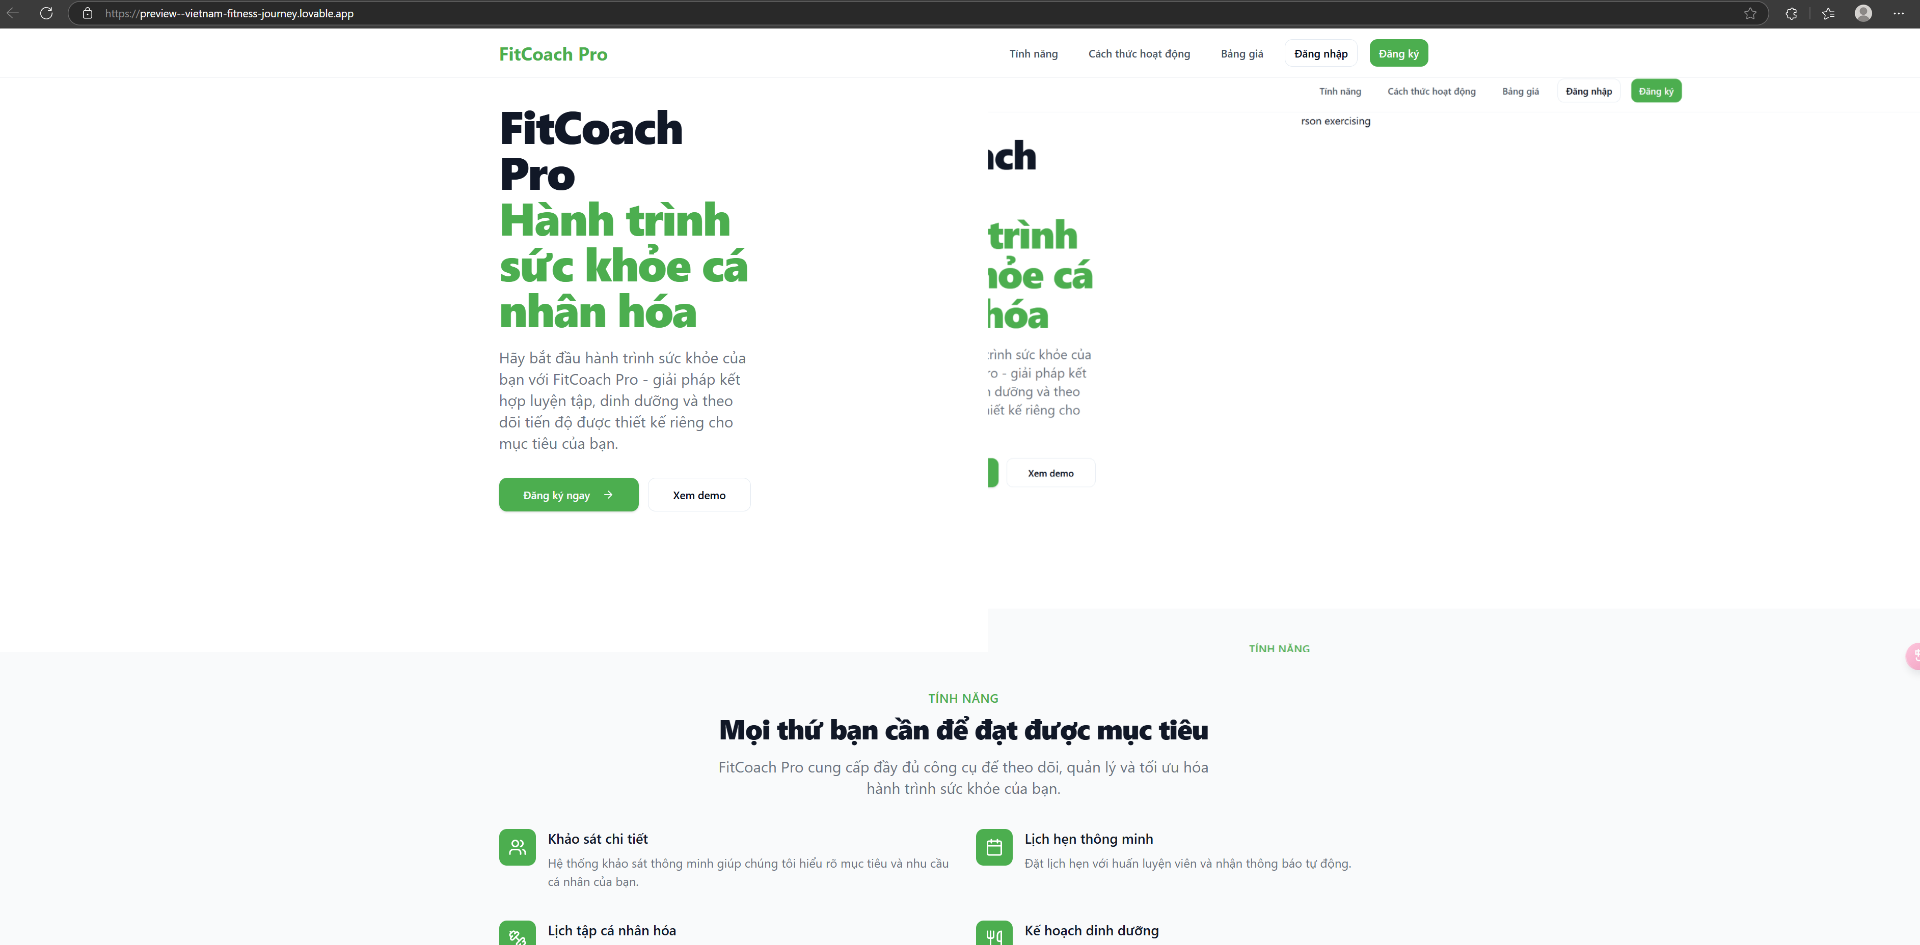 https://preview--vietnam-fitness-journey.lovable.app
FitCoach Pro
Tính năng
Cách thức hoạt động
Bảng giá
Đăng nhập
Đăng ký
Tính năng
Cách thức hoạt động
Bảng giá
Đăng nhập
Đăng ký
rson exercising
FitCoach
Pro
Hành trình
sức khỏe cá
nhân hóa
Hãy bắt đầu hành trình sức khỏe của
bạn với FitCoach Pro - giải pháp kết
hợp luyện tập, dinh dưỡng và theo
dõi tiến độ được thiết kế riêng cho
mục tiêu của bạn.
Đăng ký ngay
Xem demo
ach
trình
hỏe cá
hóa
trình sức khỏe của
ro - giải pháp kết
h dưỡng và theo
hiết kế riêng cho
Xem demo
TÍNH NĂNG
TÍNH NĂNG
Mọi thứ bạn cần để đạt được mục tiêu
FitCoach Pro cung cấp đầy đủ công cụ để theo dõi, quản lý và tối ưu hóa
hành trình sức khỏe của bạn.
Khảo sát chi tiết
Hệ thống khảo sát thông minh giúp chúng tôi hiểu rõ mục tiêu và nhu cầu
cá nhân của bạn.
Lịch hẹn thông minh
Đặt lịch hẹn với huấn luyện viên và nhận thông báo tự động.
Lịch tập cá nhân hóa
Kế hoạch dinh dưỡng